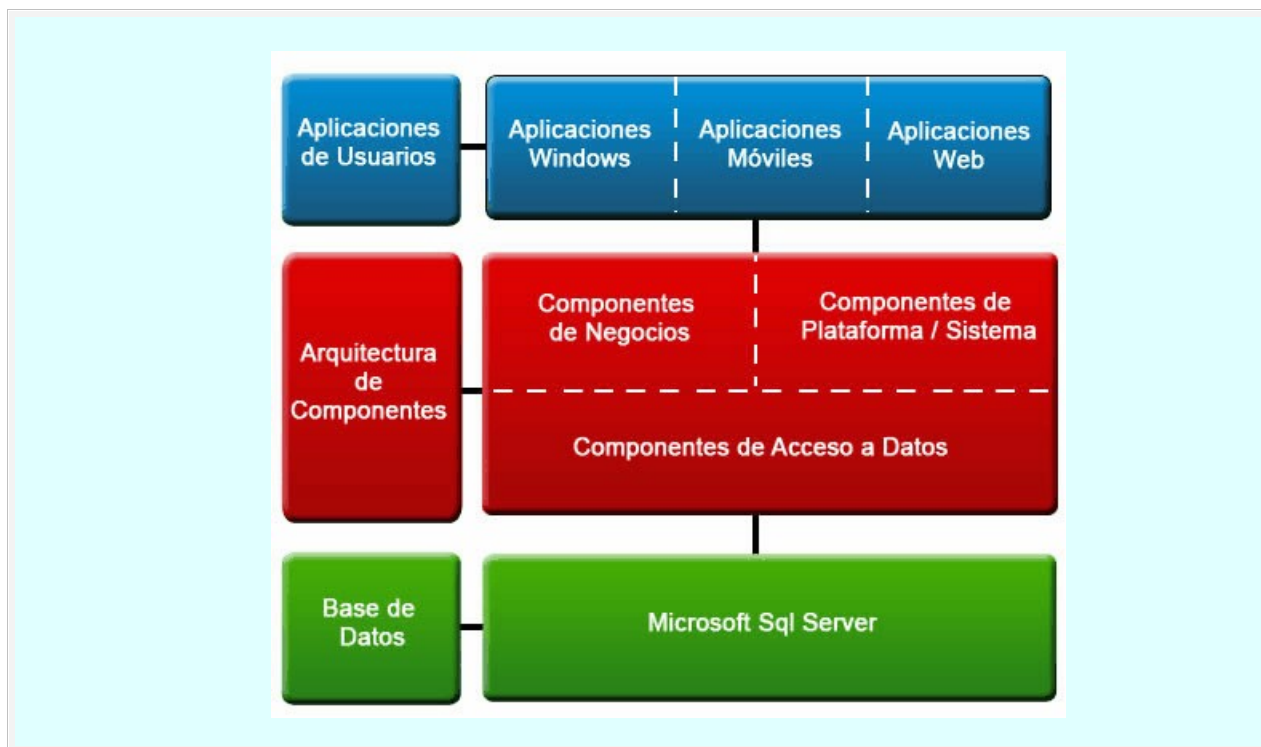 Aplicaciones
de Usuarios
Aplicaciones
Windows
Aplicaciones
Móviles
Aplicaciones
Web
Arquitectura
de
Componentes
Componentes
de Negocios
Componentes de
Plataforma / Sistema
Componentes de Acceso a Datos
Base de
Datos
Microsoft Sql Server